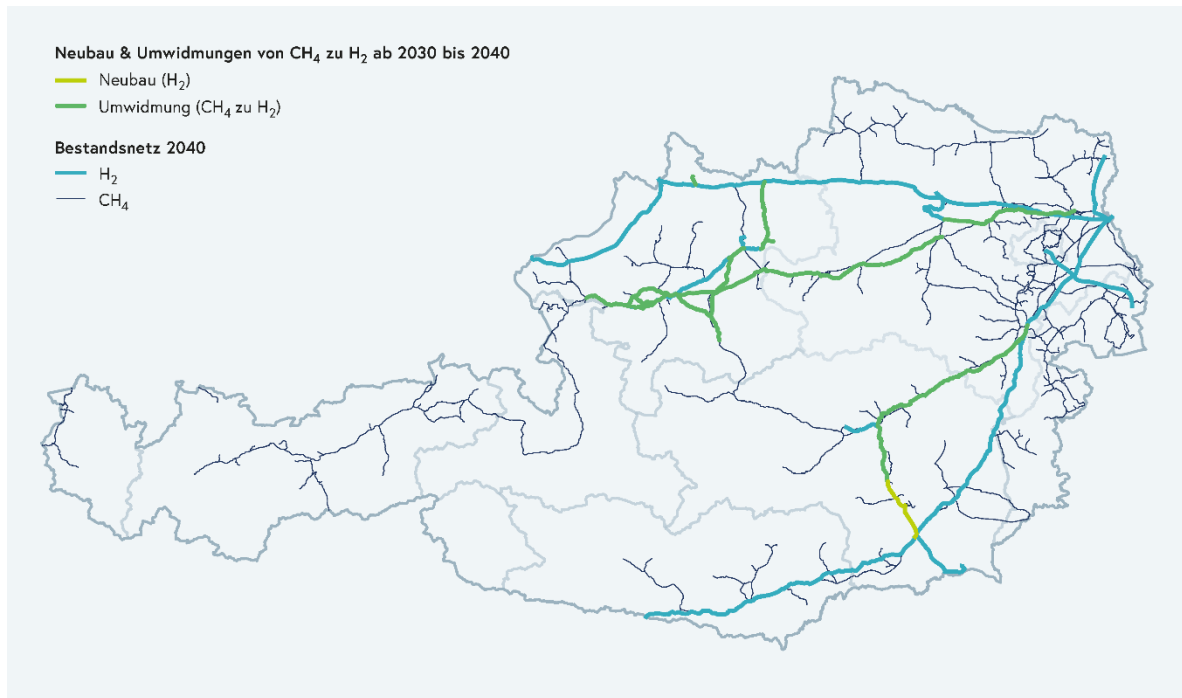 Neubau & Umwidmungen von CH₄ zu H₂ ab 2030 bis 2040
Neubau (H₂)
Umwidmung (CH₄ zu H₂)
Bestandsnetz 2040
H₂
CH₄